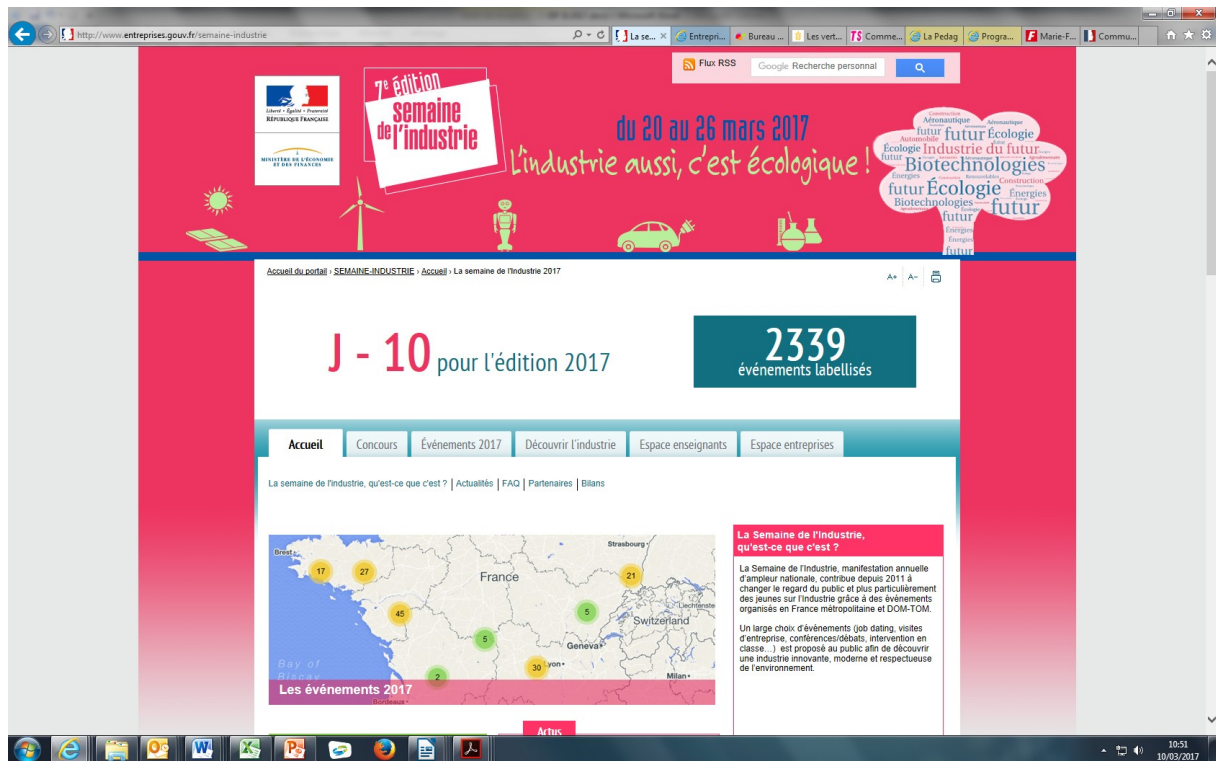 http://www.entreprises.gouv.fr/semaine-industrie
La se...
Entrepri...
Bureau ...
Les vert...
Comme...
La Pedag
Progra...
Marie-F...
Commu...
Flux RSS
Google Recherche personnal
Liberté • Égalité • Fraternité
RÉPUBLIQUE FRANÇAISE
MINISTÈRE DE L'ÉCONOMIE
ET DES FINANCES
7e édition
semaine
de l'industrie
du 20 au 26 mars 2017
L'industrie aussi, c'est écologique !
Construction
Aéronautique
Automobile futur futur Écologie
Écologie Industrie du futur
futur Biotechnologies
Énergies
Construction
futur Écologie Énergies
Biotechnologies futur
futur
Énergies
Énergies
futur
Accueil du portail › SEMAINE-INDUSTRIE › Accueil › La semaine de l'Industrie 2017
A+ A-
J - 10 pour l'édition 2017
2339
événements labellisés
Accueil
Concours
Événements 2017
Découvrir l'industrie
Espace enseignants
Espace entreprises
La semaine de l'industrie, qu'est-ce que c'est ? | Actualités | FAQ | Partenaires | Bilans
Brest
Strasbourg
17
27
France
21
45
5
Liechtenste
Switzerland
5
Geneva
30
Lyon
2
Milan
Bay of
Biscay
Bordeaux
Les événements 2017
La Semaine de l'Industrie,
qu'est-ce que c'est ?
La Semaine de l'Industrie, manifestation annuelle
d'ampleur nationale, contribue depuis 2011 à
changer le regard du public et plus particulièrement
des jeunes sur l'Industrie grâce à des évènements
organisés en France métropolitaine et DOM-TOM.
Un large choix d'événements (job dating, visites
d'entreprise, conférences/débats, intervention en
classe…) est proposé au public afin de découvrir
une industrie innovante, moderne et respectueuse
de l'environnement.
Actus
10:51
10/03/2017